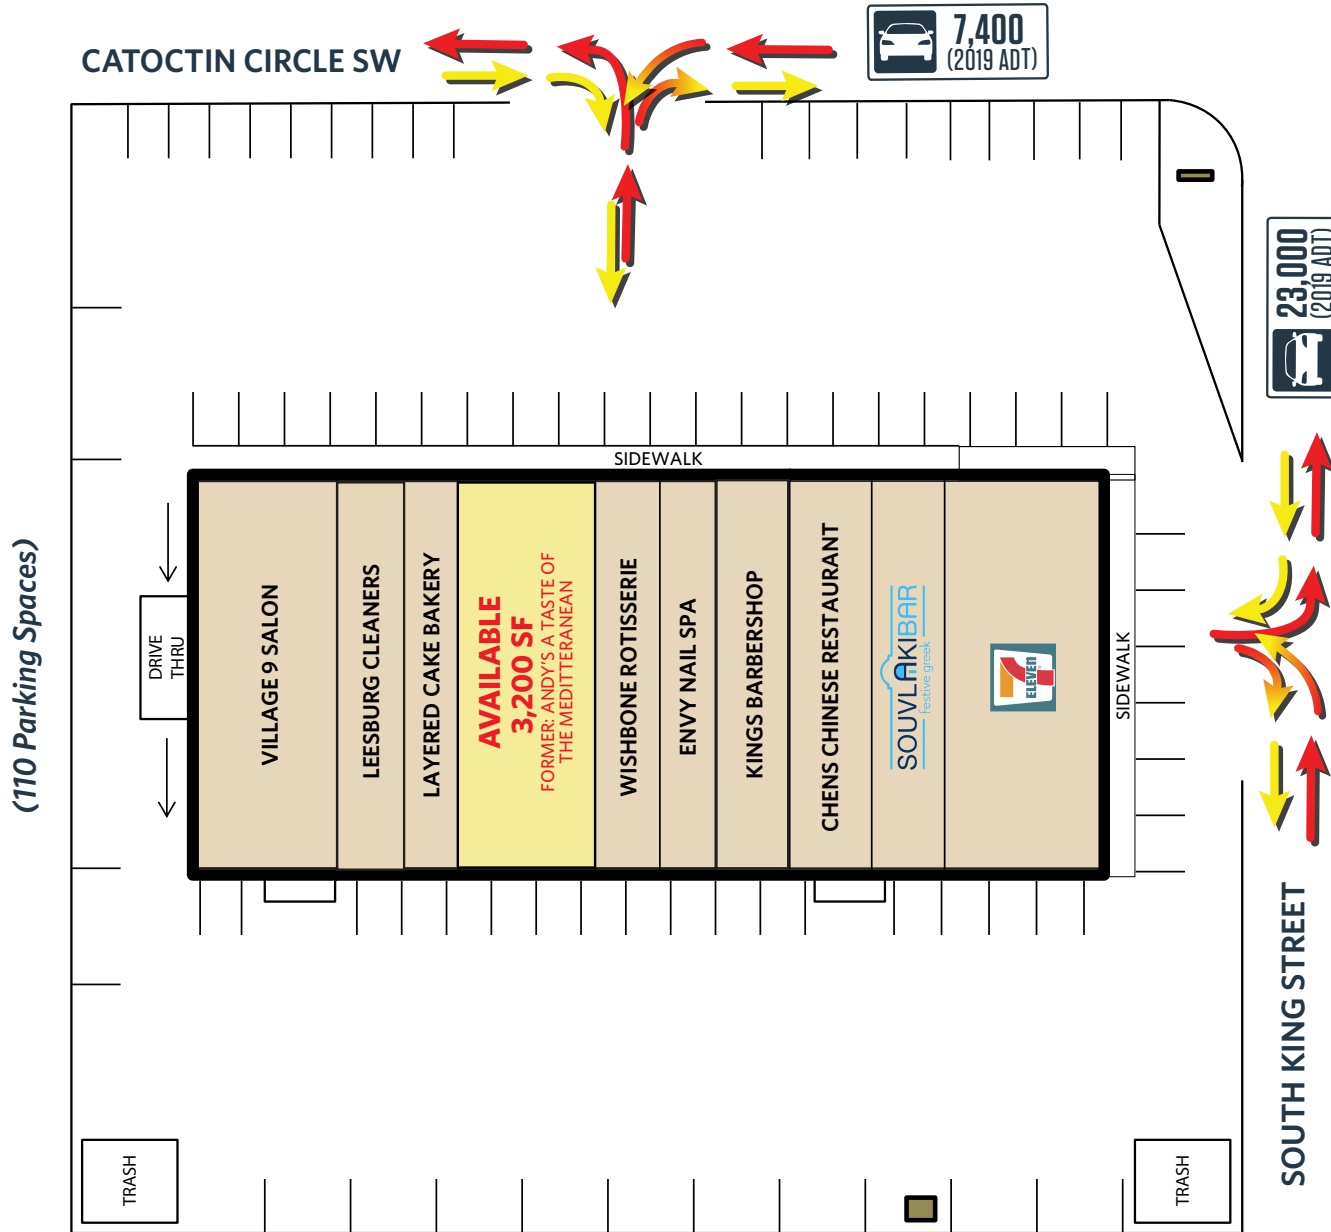 CATOCTIN CIRCLE SW
7,400
(2019 ADT)
23,000
(2019 ADT)
(110 Parking Spaces)
SIDEWALK
DRIVE
THRU
VILLAGE 9 SALON
LEESBURG CLEANERS
LAYERED CAKE BAKERY
AVAILABLE
3,200 SF
FORMER: ANDY'S A TASTE OF
THE MEDITTERANEAN
WISHBONE ROTISSERIE
ENVY NAIL SPA
KINGS BARBERSHOP
CHENS CHINESE RESTAURANT
SOUVLAKIBAR
festive greek
7
ELEVEN
SIDEWALK
SOUTH KING STREET
TRASH
TRASH